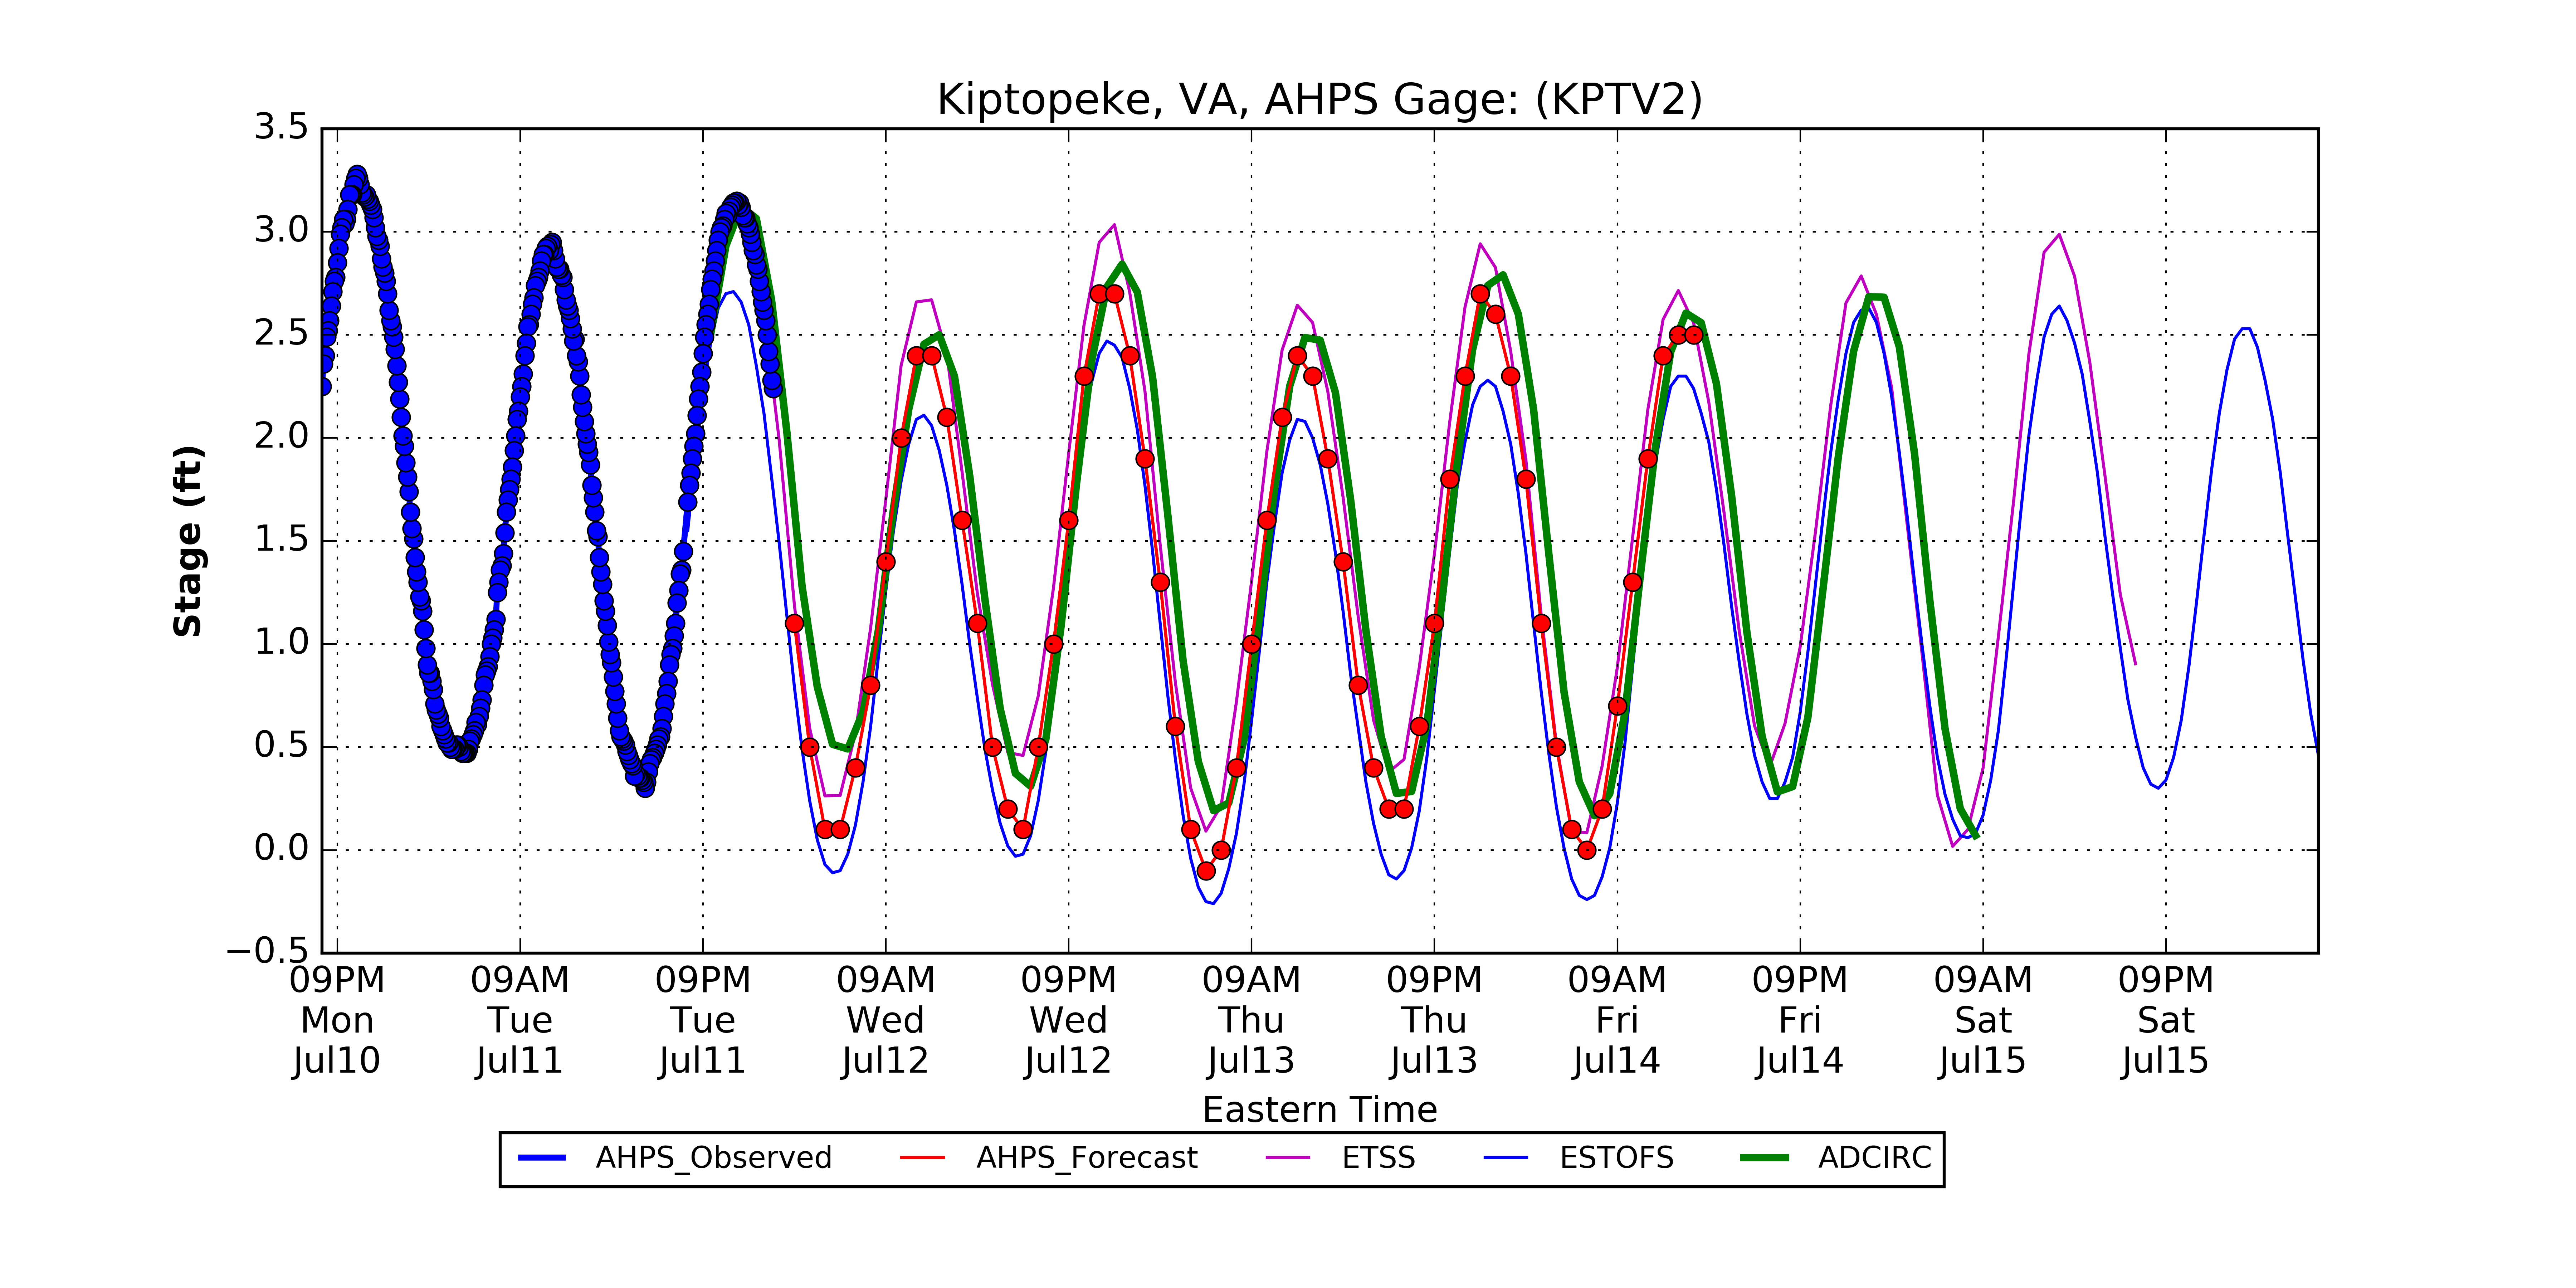 Kiptopeke, VA, AHPS Gage: (KPTV2)
Stage (ft)
3.5
3.0
2.5
2.0
1.5
1.0
0.5
0.0
−0.5
09PM 09AM 09PM 09AM 09PM 09AM 09PM 09AM 09PM 09AM 09PM
Mon Tue Tue Wed Wed Thu Thu Fri Fri Sat Sat
Jul10 Jul11 Jul11 Jul12 Jul12 Jul13 Jul13 Jul14 Jul14 Jul15 Jul15
Eastern Time
AHPS_Observed AHPS_Forecast ETSS ESTOFS ADCIRC